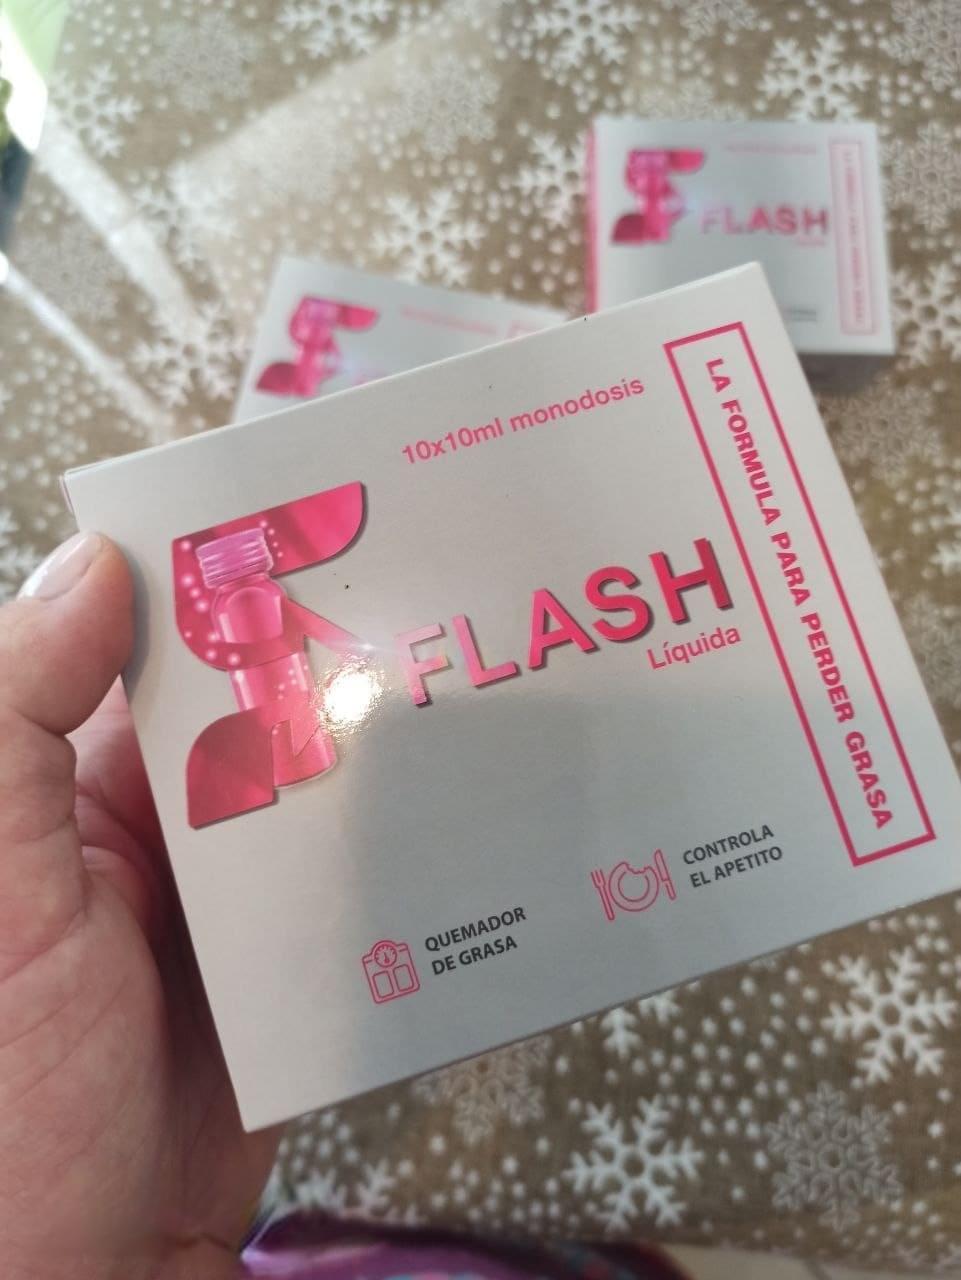 10x10ml monodosis
FLASH
Líquida
LA FORMULA PARA PERDER GRASA
QUEMADOR
DE GRASA
CONTROLA
EL APETITO
FLASH